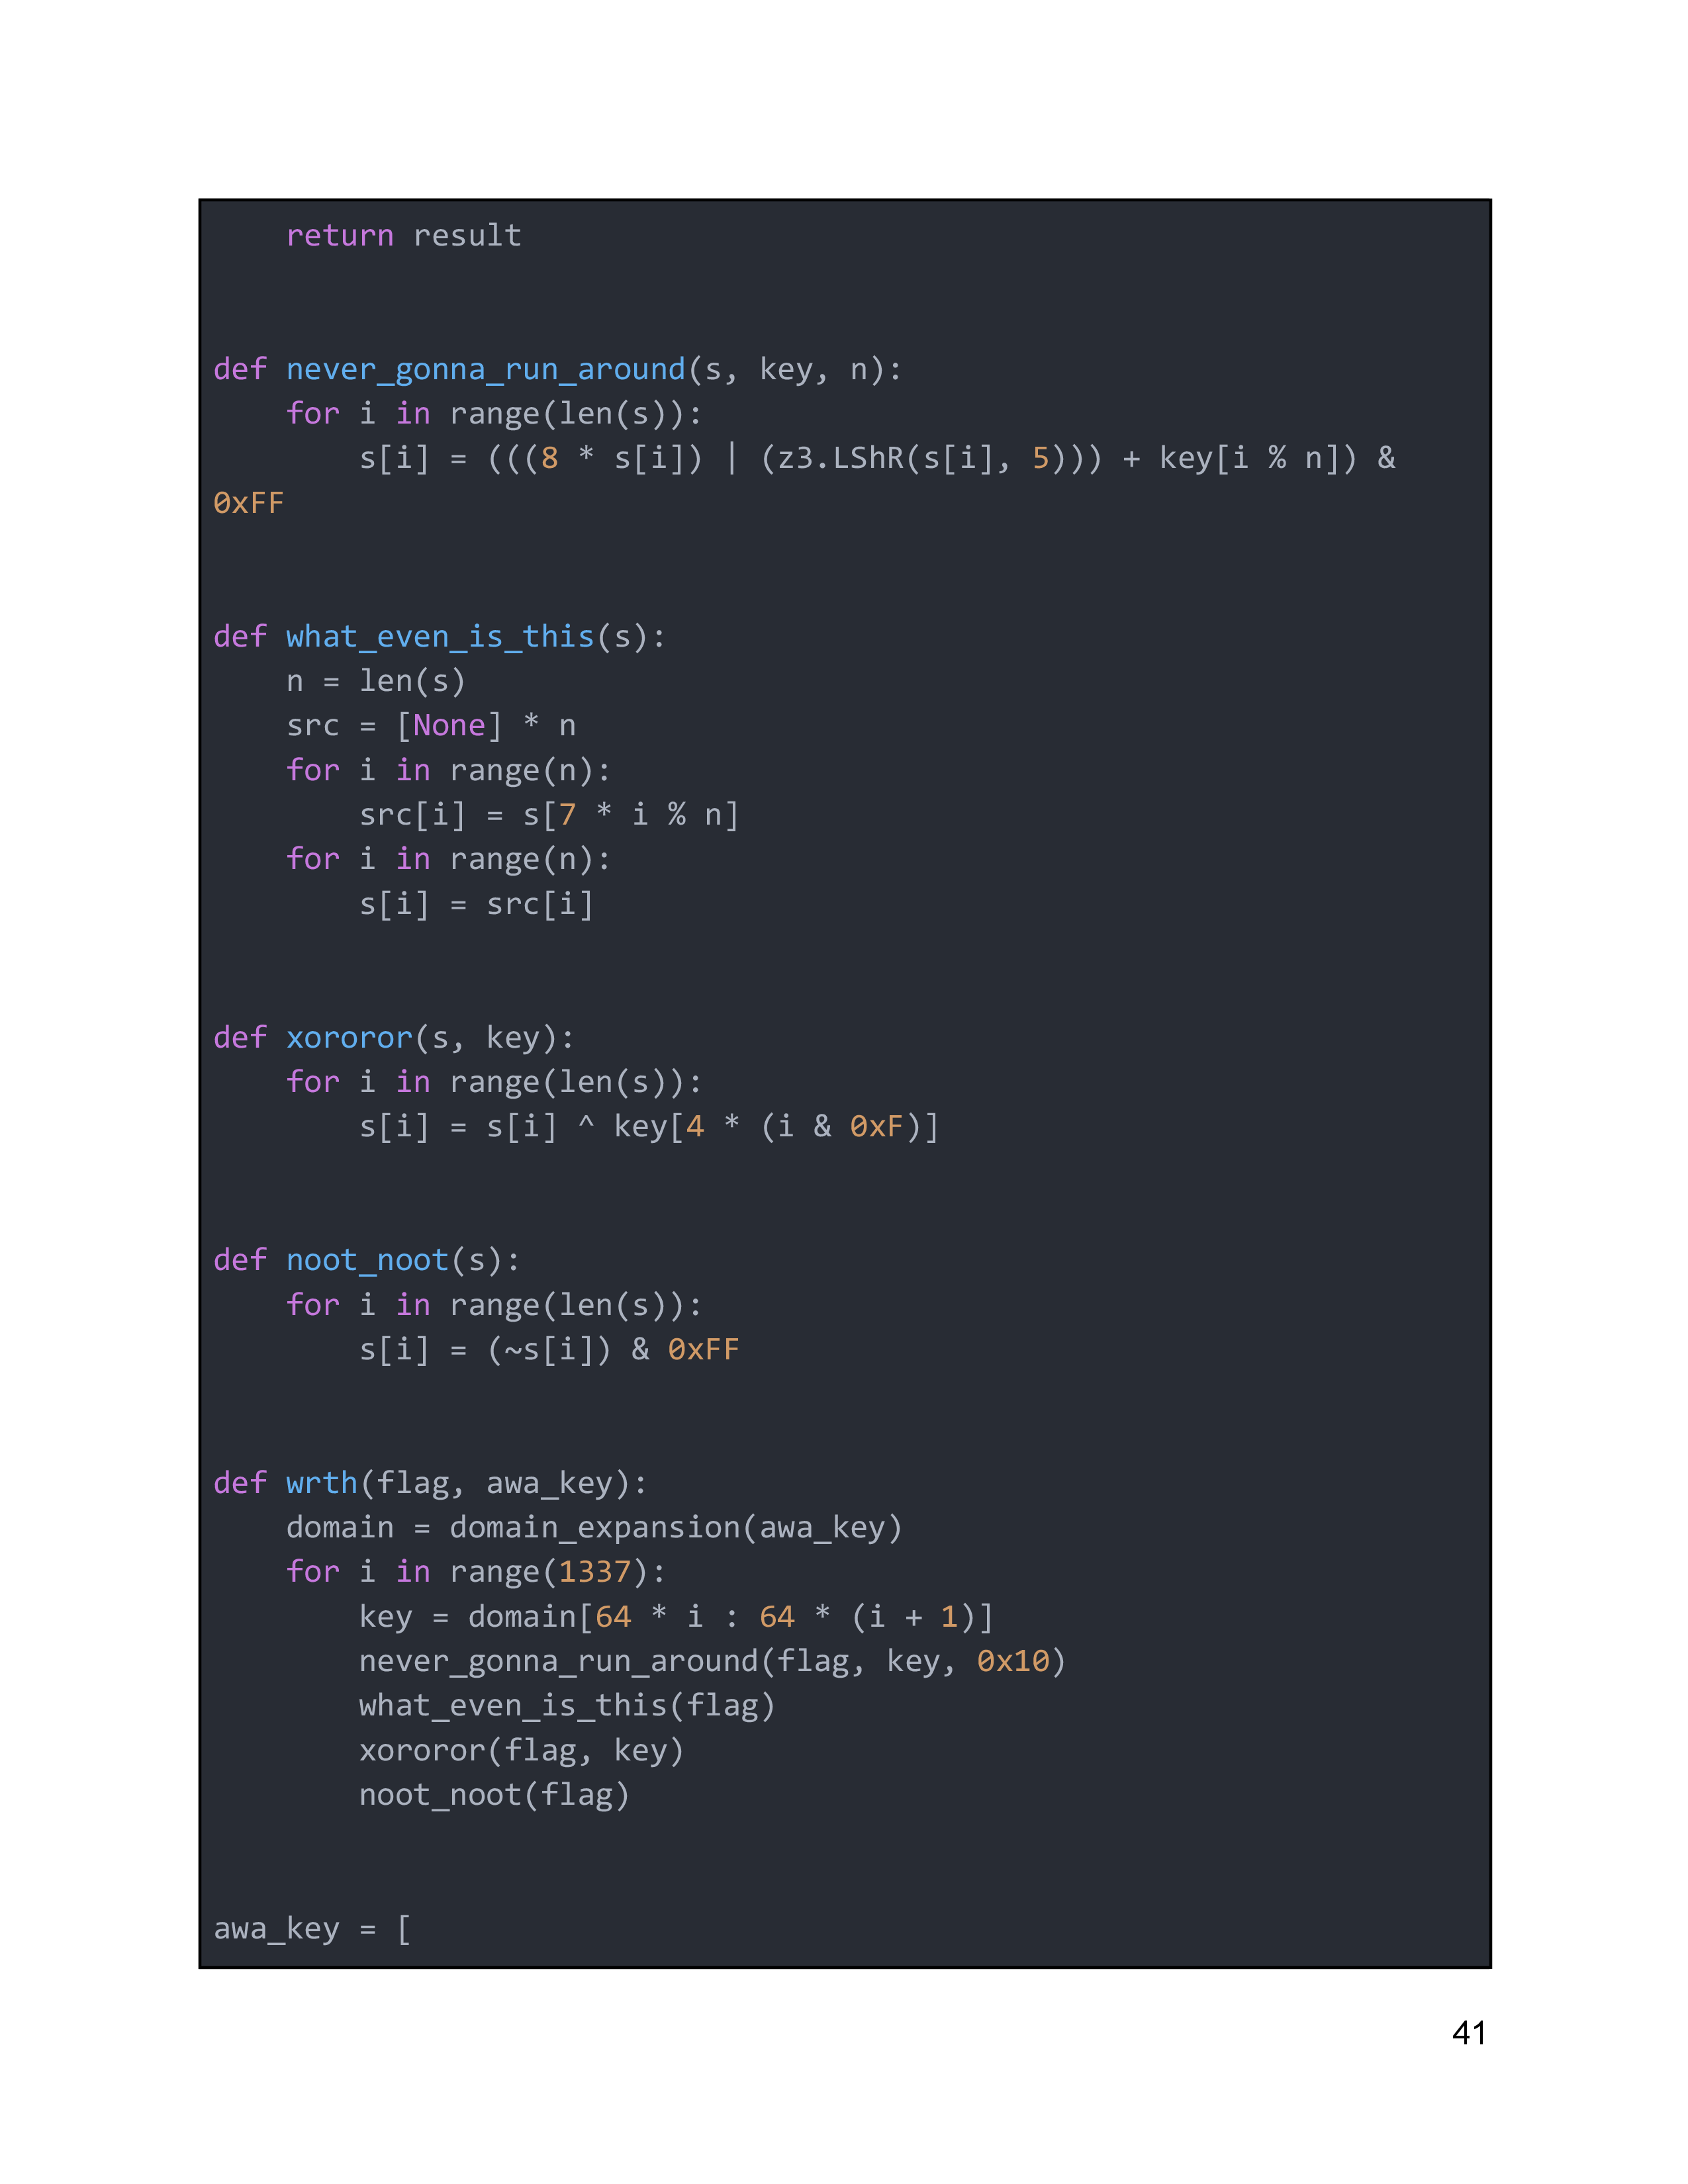 return result
def never_gonna_run_around(s, key, n):
    for i in range(len(s)):
        s[i] = (((8 * s[i]) | (z3.LShR(s[i], 5))) + key[i % n]) &
0xFF
def what_even_is_this(s):
    n = len(s)
    src = [None] * n
    for i in range(n):
        src[i] = s[7 * i % n]
    for i in range(n):
        s[i] = src[i]
def xororor(s, key):
    for i in range(len(s)):
        s[i] = s[i] ^ key[4 * (i & 0xF)]
def noot_noot(s):
    for i in range(len(s)):
        s[i] = (~s[i]) & 0xFF
def wrth(flag, awa_key):
    domain = domain_expansion(awa_key)
    for i in range(1337):
        key = domain[64 * i : 64 * (i + 1)]
        never_gonna_run_around(flag, key, 0x10)
        what_even_is_this(flag)
        xororor(flag, key)
        noot_noot(flag)
awa_key = [
41